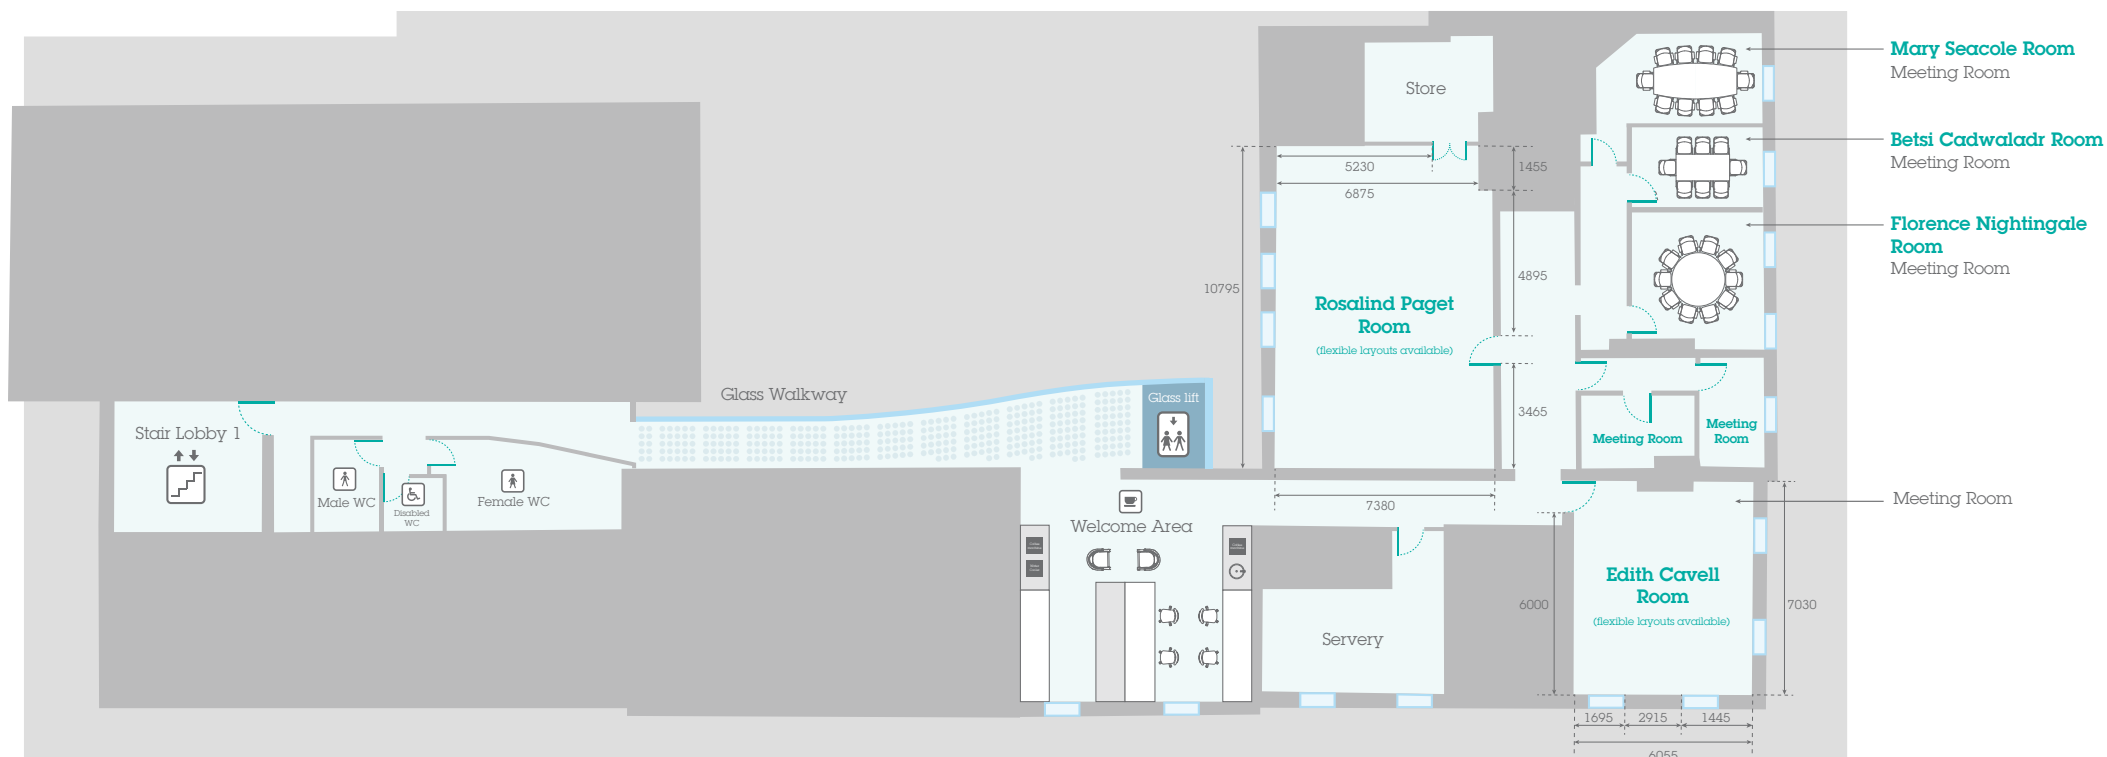 Mary Seacole Room
Meeting Room
Store
Betsi Cadwaladr Room
Meeting Room
5230
1455
6875
Florence Nightingale
Room
Meeting Room
4895
10795
Rosalind Paget
Room
(flexible layouts available)
Glass Walkway
Glass lift
3465
Stair Lobby 1
Meeting Room
Meeting
Room
Male WC
Disabled
WC
Female WC
7380
Meeting Room
Welcome Area
Edith Cavell
Room
(flexible layouts available)
6000
7030
Servery
1695
2915
1445
6055